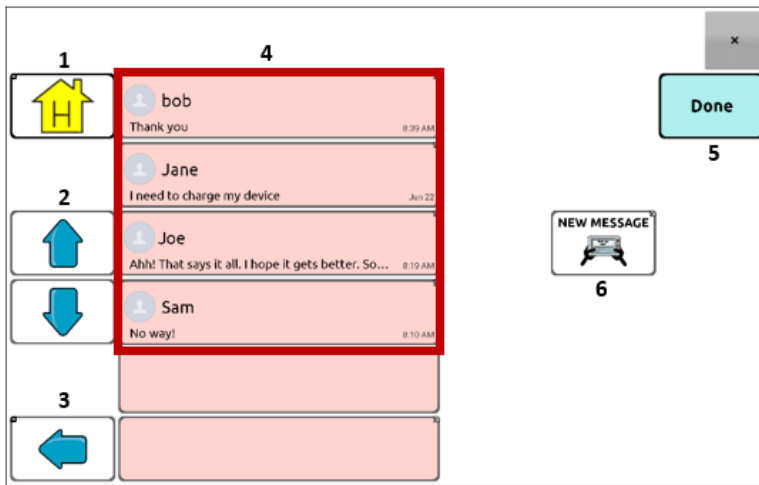 ×
1
4
H
bob
Thank you
8:39 AM
Done
5
Jane
I need to charge my device
Jun 22
2
Joe
Ahh! That says it all. I hope it gets better. So...
8:19 AM
NEW MESSAGE
6
Sam
No way!
8:10 AM
3